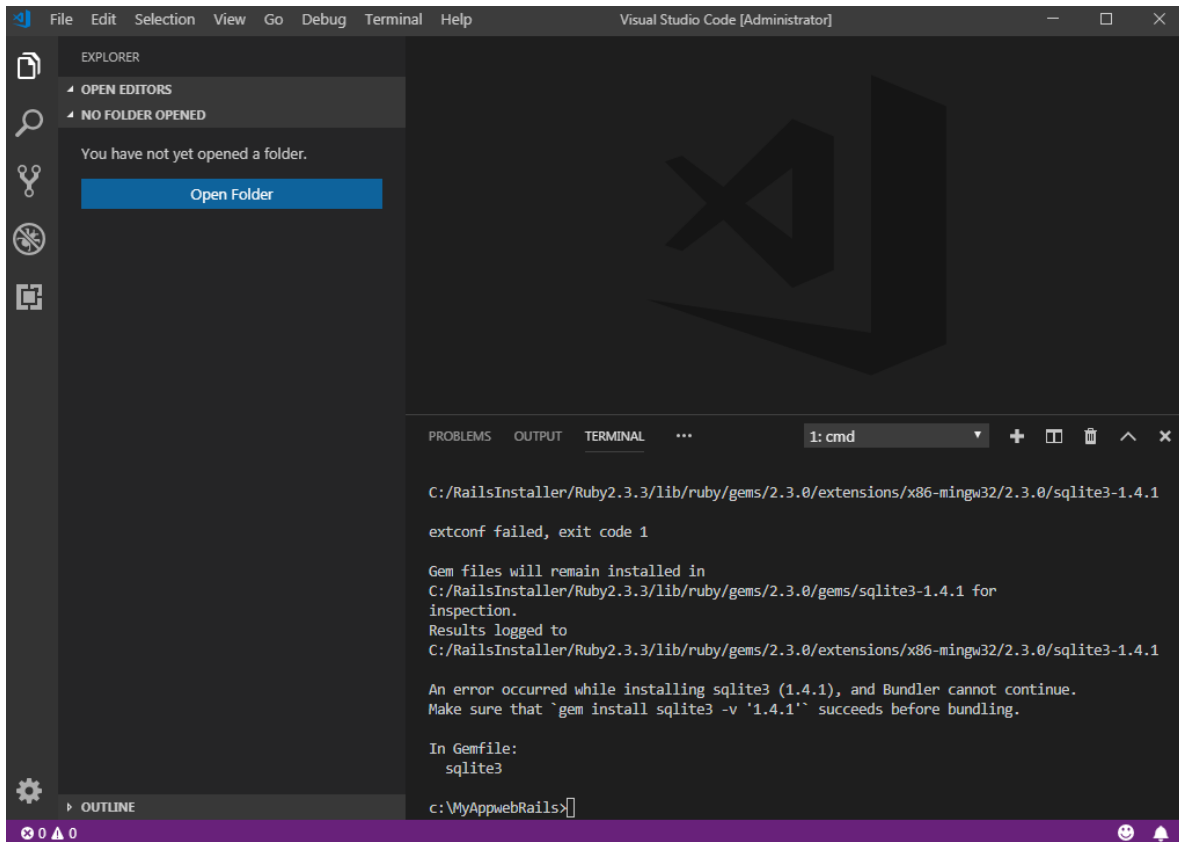 File Edit Selection View Go Debug Terminal Help
Visual Studio Code [Administrator]
EXPLORER
OPEN EDITORS
NO FOLDER OPENED
You have not yet opened a folder.
Open Folder
OUTLINE
PROBLEMS OUTPUT TERMINAL ••• 1: cmd
C:/RailsInstaller/Ruby2.3.3/lib/ruby/gems/2.3.0/extensions/x86-mingw32/2.3.0/sqlite3-1.4.1
extconf failed, exit code 1
Gem files will remain installed in
C:/RailsInstaller/Ruby2.3.3/lib/ruby/gems/2.3.0/gems/sqlite3-1.4.1 for
inspection.
Results logged to
C:/RailsInstaller/Ruby2.3.3/lib/ruby/gems/2.3.0/extensions/x86-mingw32/2.3.0/sqlite3-1.4.1
An error occurred while installing sqlite3 (1.4.1), and Bundler cannot continue.
Make sure that `gem install sqlite3 -v '1.4.1'` succeeds before bundling.
In Gemfile:
sqlite3
c:\MyAppwebRails>
0 0